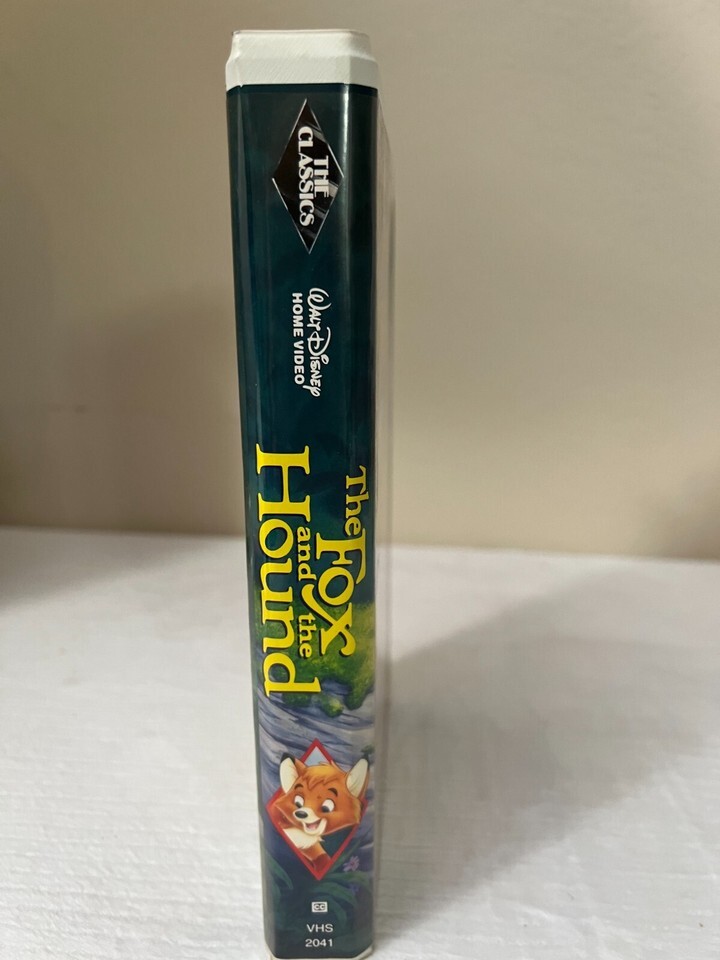 THE
CLASSICS
WALT DISNEY
HOME VIDEO
The Fox
and the
Hound
CC
VHS
2041